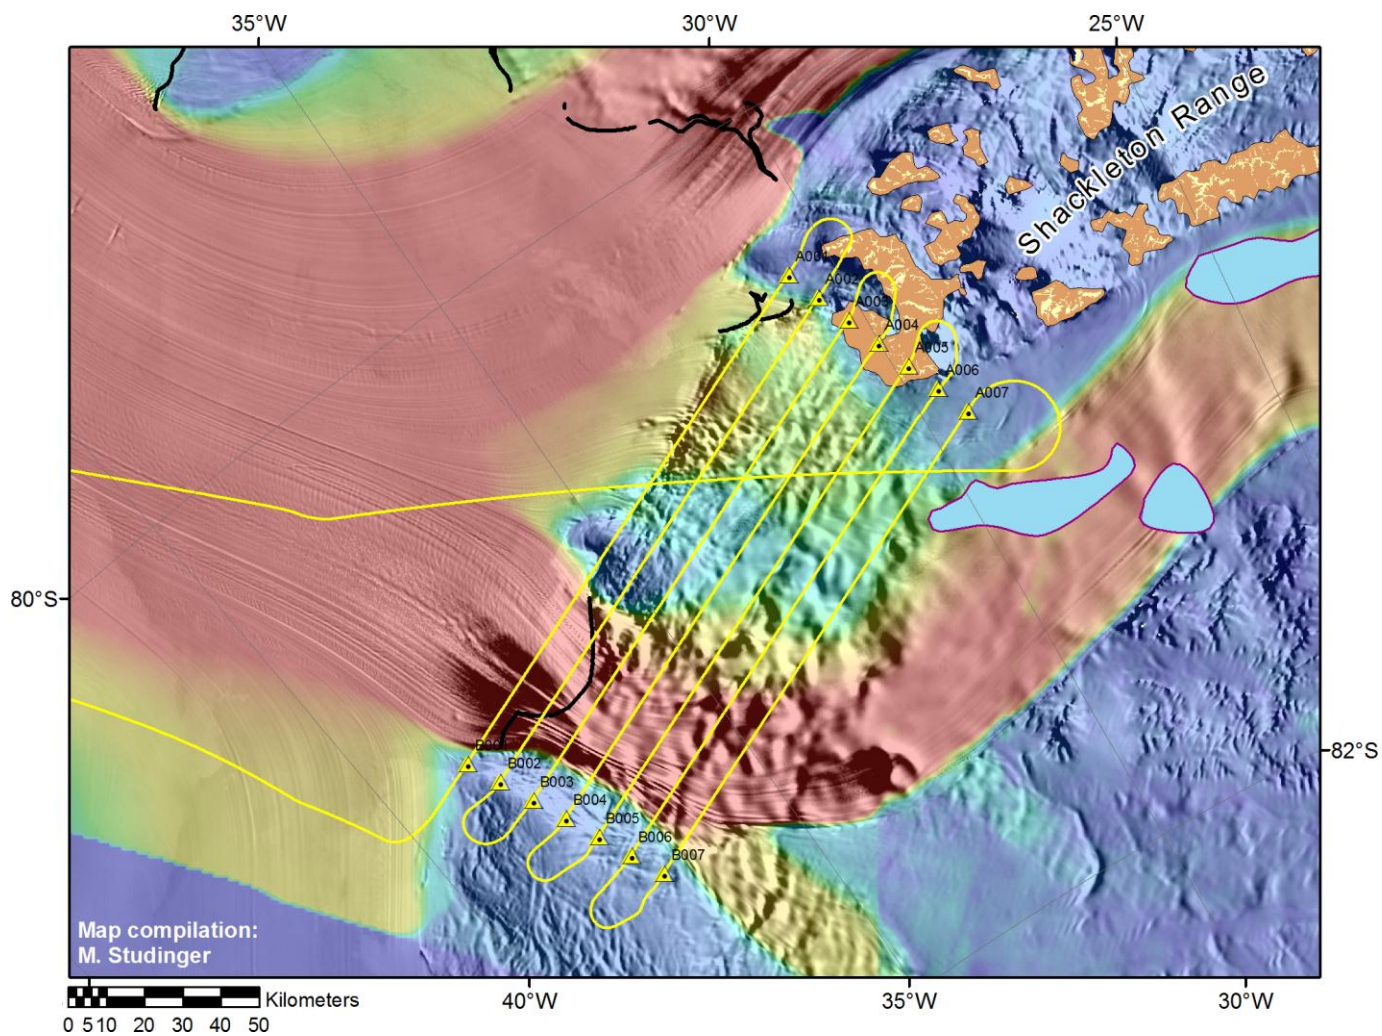 35°W
30°W
25°W
Shackleton Range
A001
A002
A003
A004
A005
A006
A007
80°S
82°S
B001
B002
B003
B004
B005
B006
B007
Map compilation:
M. Studinger
Kilometers
0 5 10 20 30 40 50
40°W
35°W
30°W